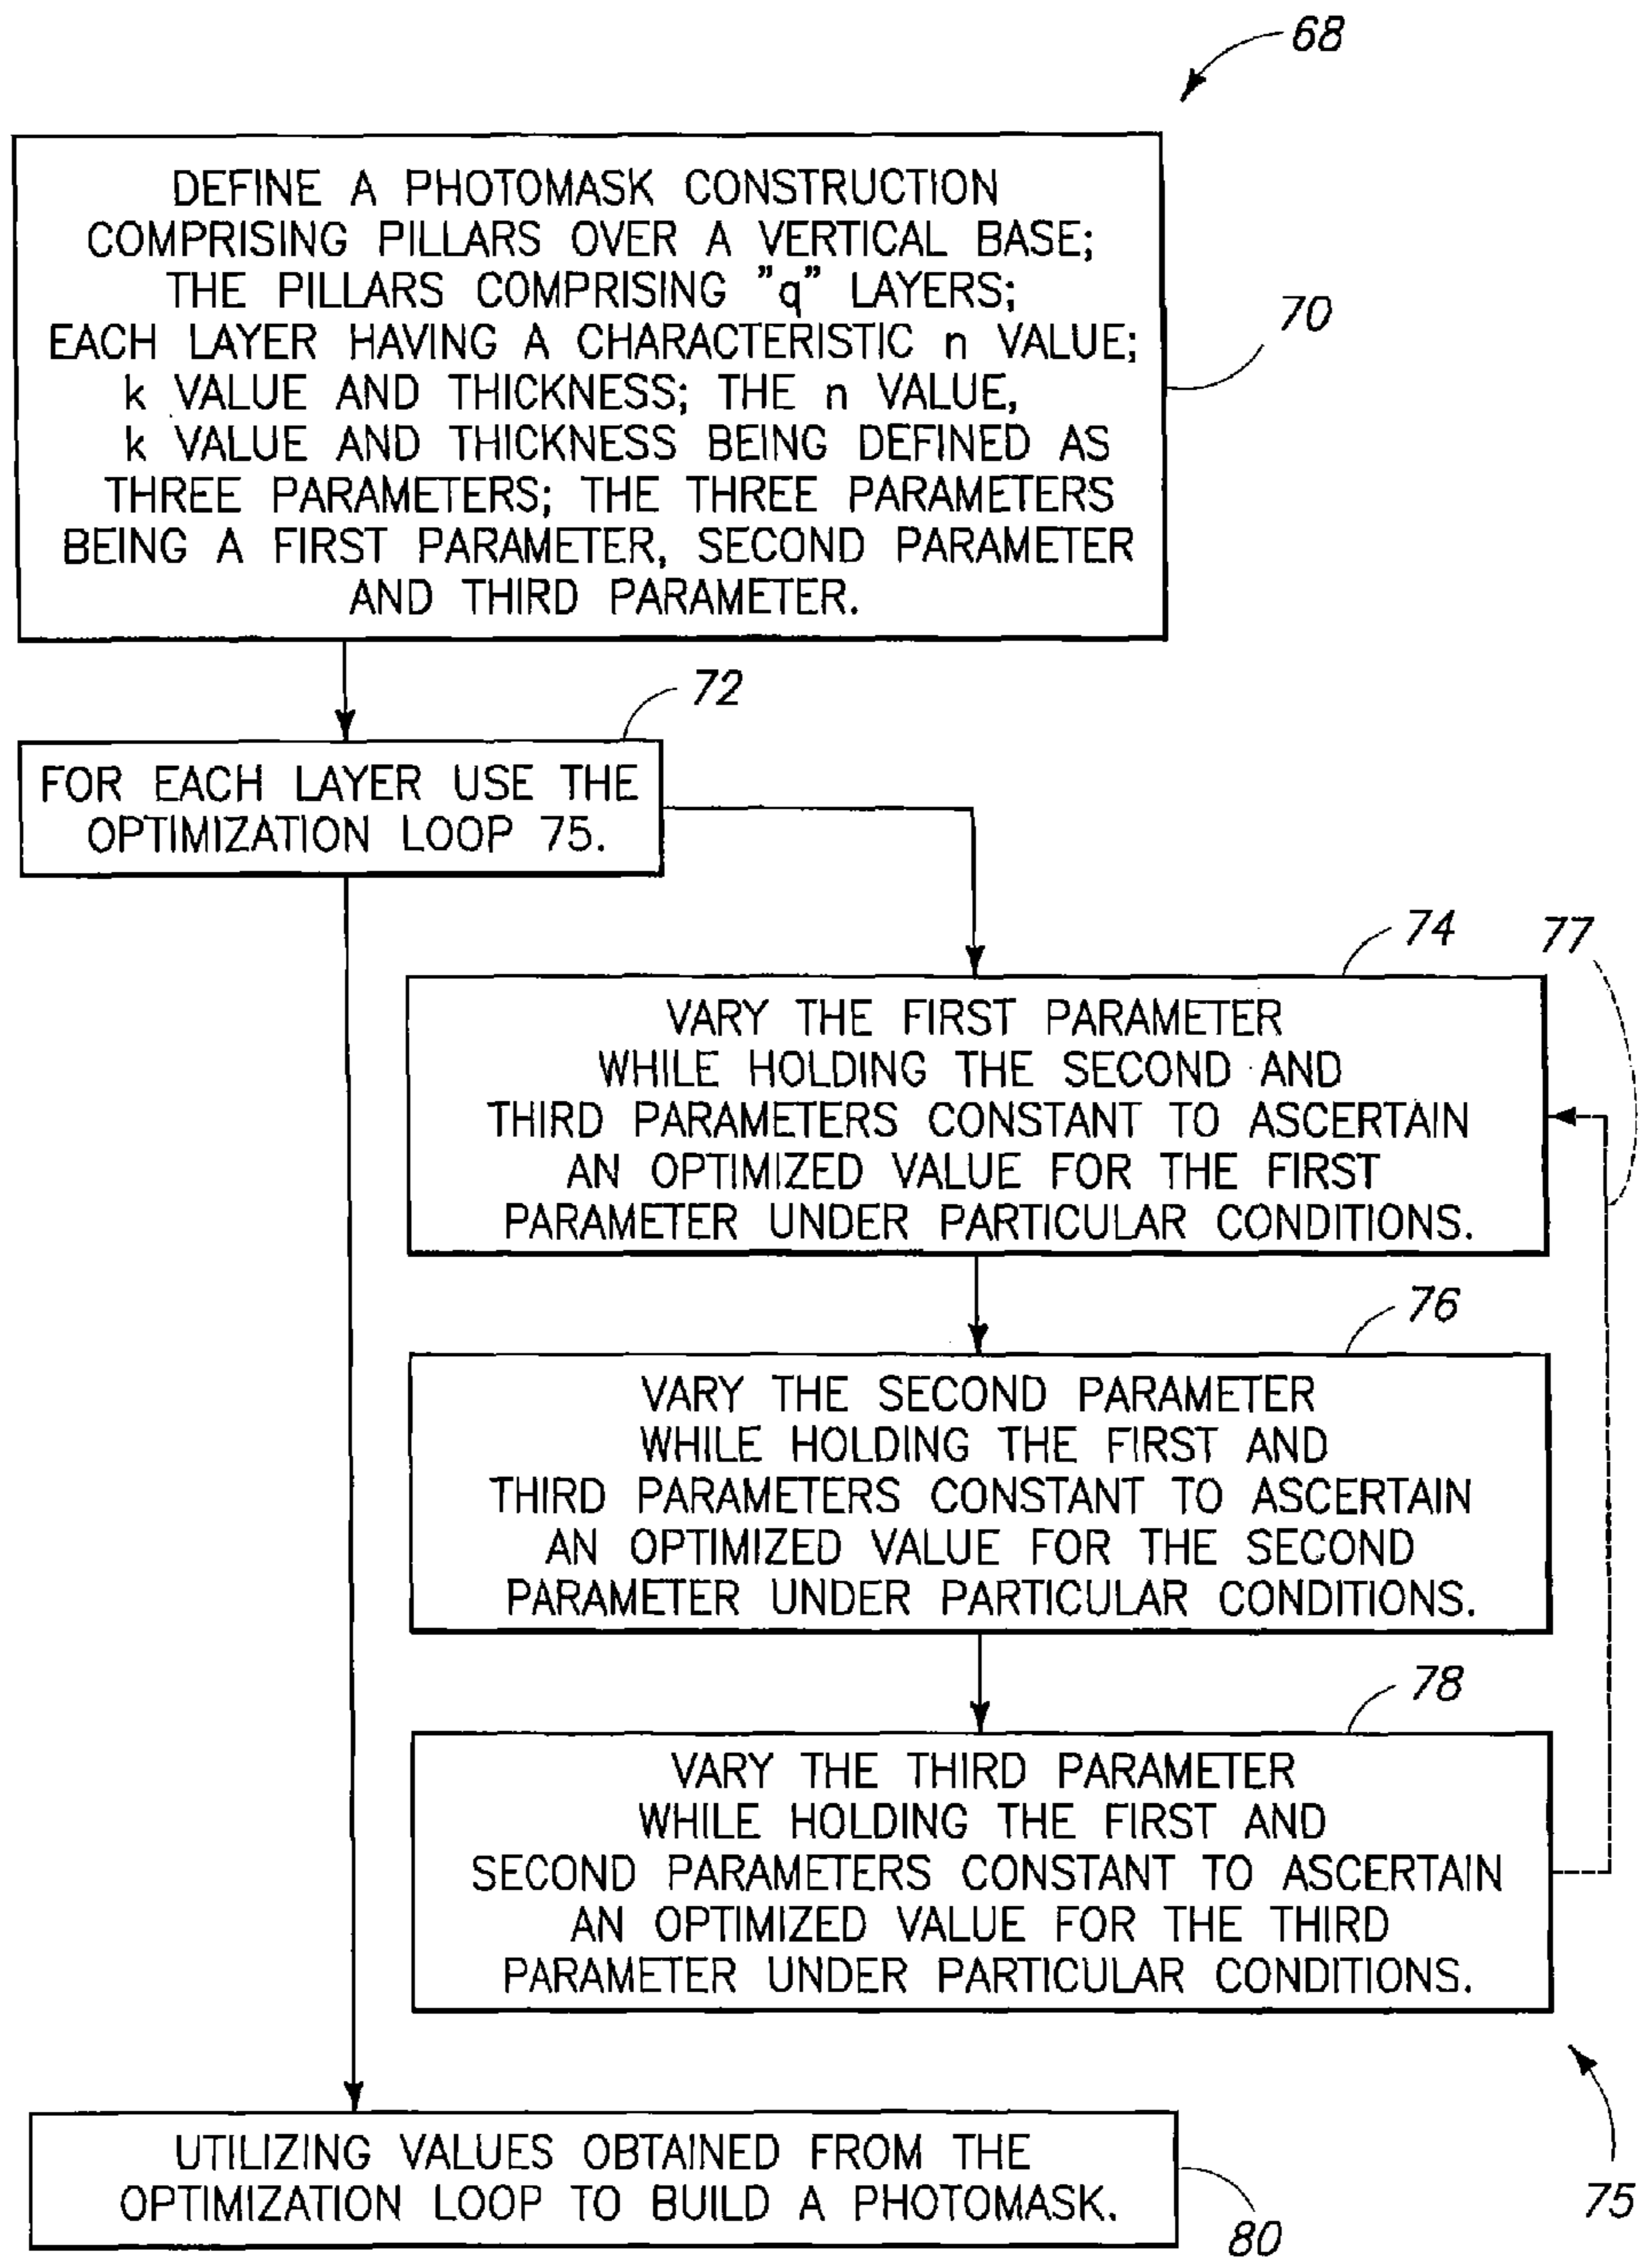 68
DEFINE A PHOTOMASK CONSTRUCTION
COMPRISING PILLARS OVER A VERTICAL BASE;
THE PILLARS COMPRISING "q" LAYERS;
EACH LAYER HAVING A CHARACTERISTIC n VALUE;
k VALUE AND THICKNESS; THE n VALUE,
k VALUE AND THICKNESS BEING DEFINED AS
THREE PARAMETERS; THE THREE PARAMETERS
BEING A FIRST PARAMETER, SECOND PARAMETER
AND THIRD PARAMETER.
70
72
FOR EACH LAYER USE THE
OPTIMIZATION LOOP 75.
74
77
VARY THE FIRST PARAMETER
WHILE HOLDING THE SECOND AND
THIRD PARAMETERS CONSTANT TO ASCERTAIN
AN OPTIMIZED VALUE FOR THE FIRST
PARAMETER UNDER PARTICULAR CONDITIONS.
76
VARY THE SECOND PARAMETER
WHILE HOLDING THE FIRST AND
THIRD PARAMETERS CONSTANT TO ASCERTAIN
AN OPTIMIZED VALUE FOR THE SECOND
PARAMETER UNDER PARTICULAR CONDITIONS.
78
VARY THE THIRD PARAMETER
WHILE HOLDING THE FIRST AND
SECOND PARAMETERS CONSTANT TO ASCERTAIN
AN OPTIMIZED VALUE FOR THE THIRD
PARAMETER UNDER PARTICULAR CONDITIONS.
75
UTILIZING VALUES OBTAINED FROM THE
OPTIMIZATION LOOP TO BUILD A PHOTOMASK.
80